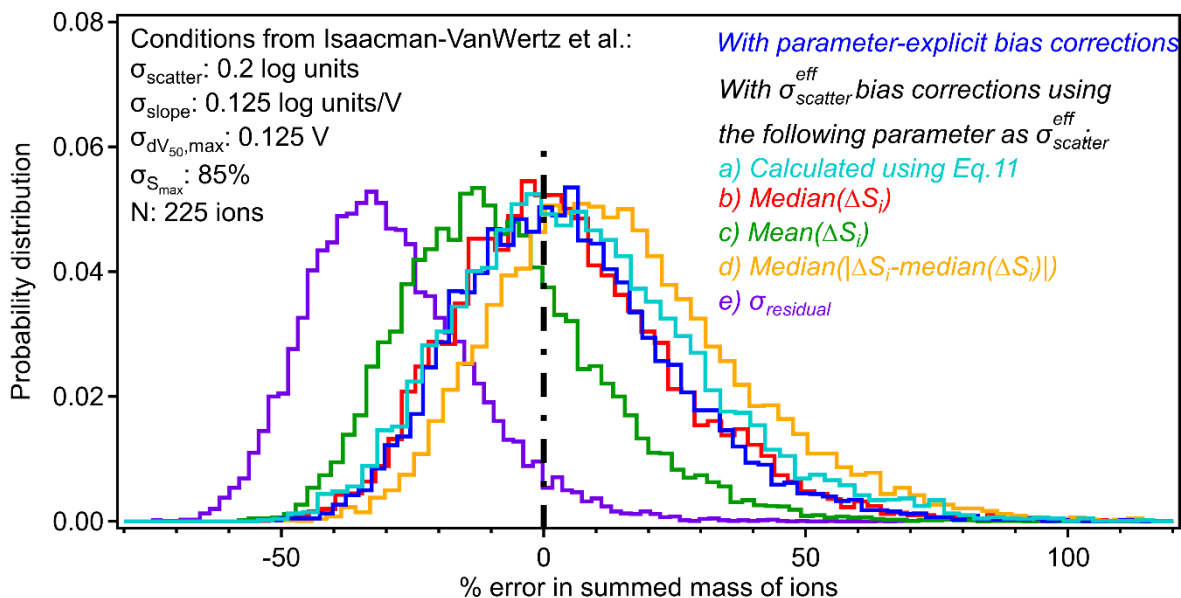 0.08
0.06
0.04
0.02
0.00
Probability distribution
Conditions from Isaacman-VanWertz et al.:
σscatter: 0.2 log units
σslope: 0.125 log units/V
σdV50,max: 0.125 V
σSmax: 85%
N: 225 ions
With parameter-explicit bias corrections
With σ^eff_scatter bias corrections using
the following parameter as σ^eff_scatter:
a) Calculated using Eq.11
b) Median(ΔSi)
c) Mean(ΔSi)
d) Median(|ΔSi-median(ΔSi)|)
e) σresidual
-50 0 50 100
% error in summed mass of ions